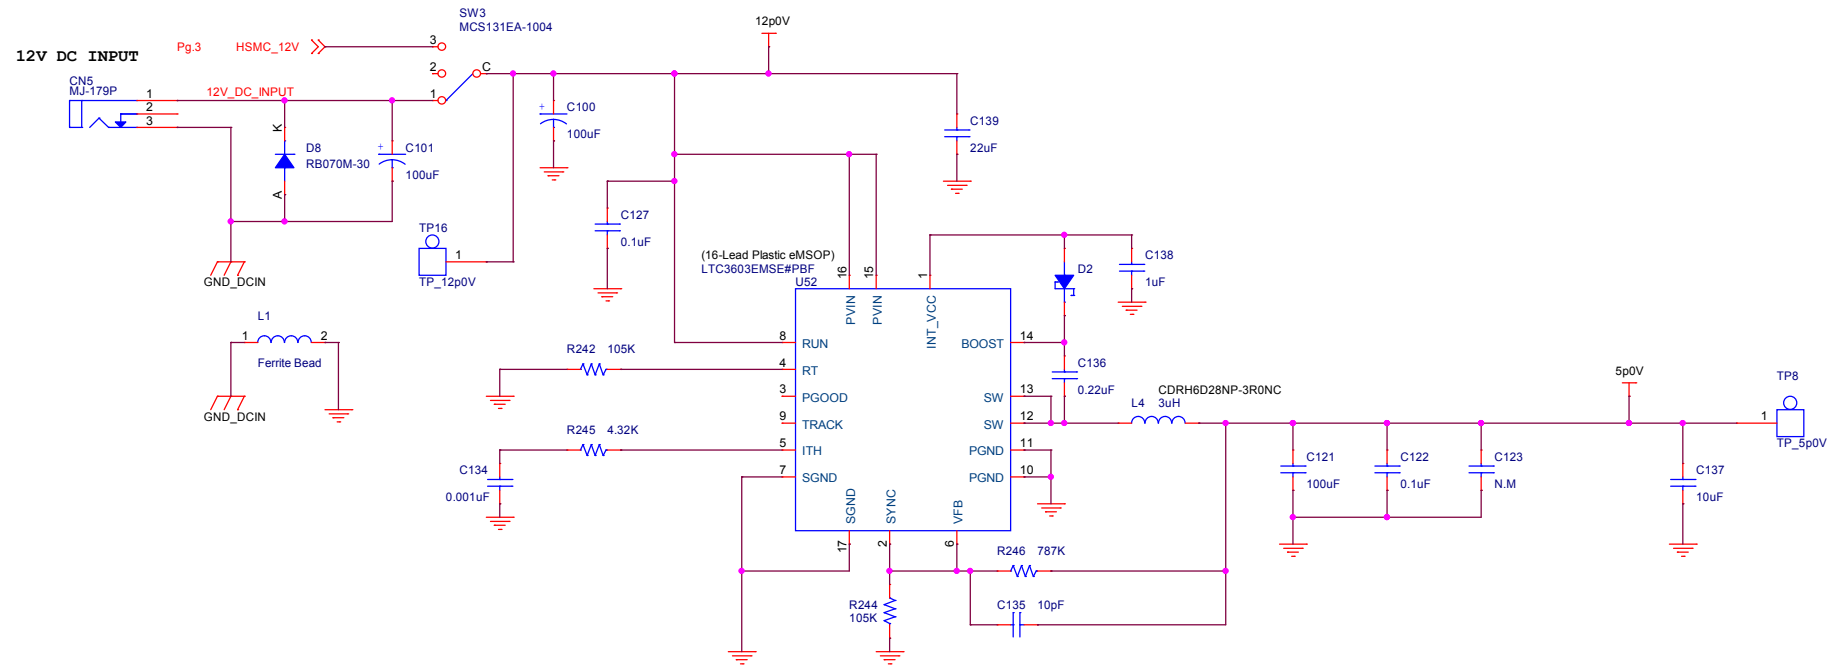 SW3
MCS131EA-1004
12p0V
12V DC INPUT
Pg.3
HSMC_12V
3
2
C
1
CN5
MJ-179P
1
2
3
12V_DC_INPUT
K
A
D8
RB070M-30
+
C101
100uF
+
C100
100uF
C139
22uF
C127
0.1uF
TP16
1
TP_12p0V
GND_DCIN
L1
1
2
Ferrite Bead
GND_DCIN
(16-Lead Plastic eMSOP)
LTC3603EMSE#PBF
U52
16
15
1
PVIN
PVIN
INT_VCC
8
RUN
4
RT
3
PGOOD
9
TRACK
5
ITH
7
SGND
14
BOOST
13
SW
12
SW
11
PGND
10
PGND
SGND
SYNC
VFB
17
2
6
R242 105K
R245 4.32K
C134
0.001uF
D2
C138
1uF
C136
0.22uF
CDRH6D28NP-3R0NC
L4 3uH
R246 787K
C135 10pF
R244
105K
C121
100uF
C122
0.1uF
C123
N.M
5p0V
C137
10uF
TP8
1
TP_5p0V